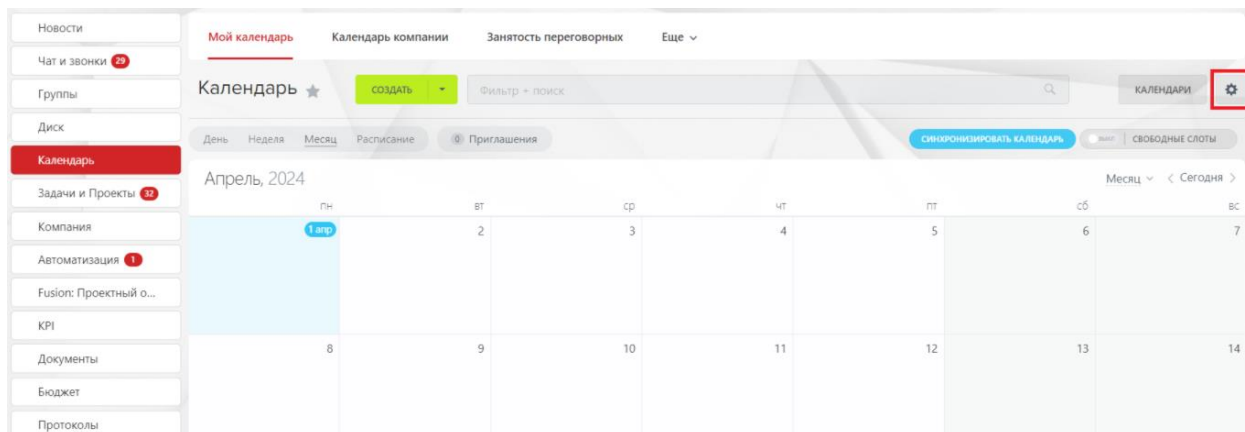 Новости
Чат и звонки 29
Группы
Диск
Календарь
Задачи и Проекты 32
Компания
Автоматизация 1
Fusion: Проектный о...
KPI
Документы
Бюджет
Протоколы
Мой календарь Календарь компании Занятость переговорных Еще
Календарь СОЗДАТЬ Фильтр + поиск КАЛЕНДАРИ
День Неделя Месяц Расписание 0 Приглашения СИНХРОНИЗИРОВАТЬ КАЛЕНДАРЬ СВОБОДНЫЕ СЛОТЫ
Апрель, 2024 Месяц < Сегодня >
ПН ВТ СР ЧТ ПТ СБ ВС
1 апр 2 3 4 5 6 7
8 9 10 11 12 13 14